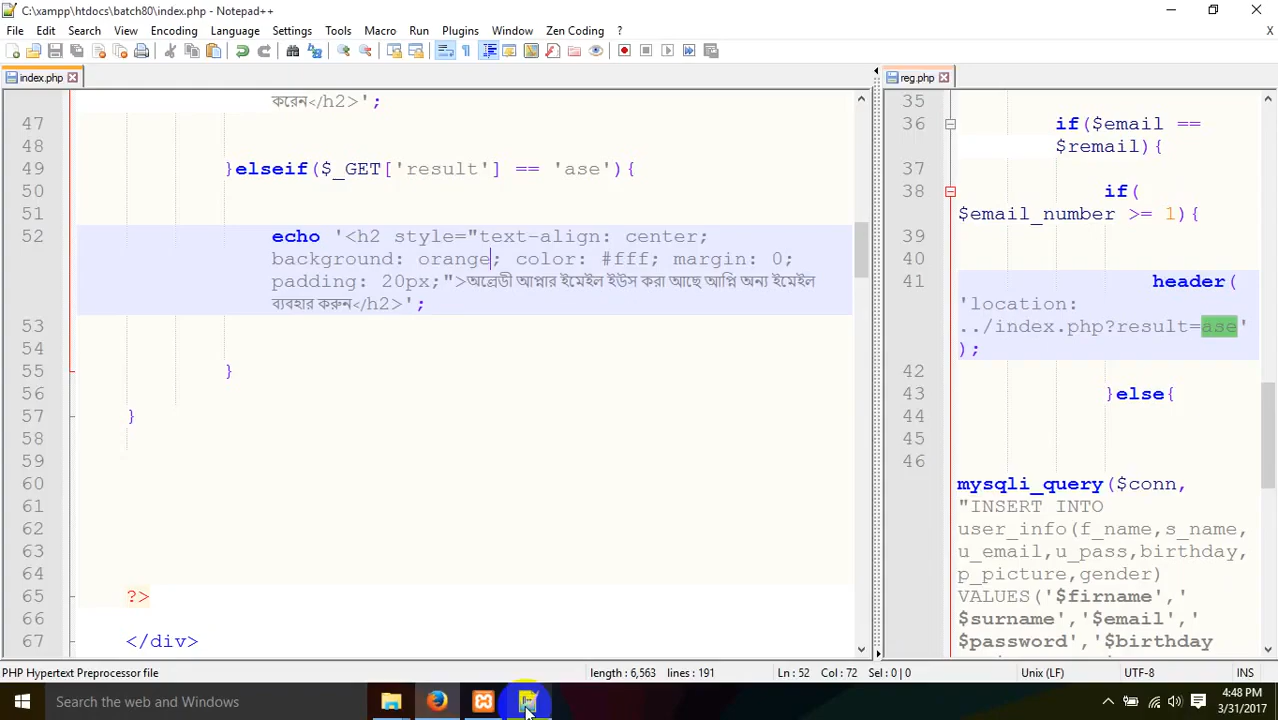 C:\xampp\htdocs\batch80\index.php - Notepad++
File Edit Search View Encoding Language Settings Tools Macro Run Plugins Window Zen Coding ? X
index.php
করেন</h2>';
47
48
49 }elseif($_GET['result'] == 'ase'){
50
51
52 echo '<h2 style="text-align: center;
background: orange; color: #fff; margin: 0;
padding: 20px;">অলরেডী আপ্নার ইমেইল ইউস করা আছে আপ্নি অন্য ইমেইল
ব্যবহার করুন</h2>';
53
54
55 }
56
57 }
58
59
60
61
62
63
64
65 ?>
66
67 </div>
reg.php
35
36 if($email ==
$remail){
37
38 if(
$email_number >= 1){
39
40
41 header(
'location:
../index.php?result=ase'
);
42
43 }else{
44
45
46
mysqli_query($conn,
"INSERT INTO
user_info(f_name,s_name,
u_email,u_pass,birthday,
p_picture,gender)
VALUES('$firname','
$surname','$email','
$password','$birthday
PHP Hypertext Preprocessor file length : 6,563 lines : 191 Ln : 52 Col : 72 Sel : 0 | 0 Unix (LF) UTF-8 INS
Search the web and Windows
4:48 PM
3/31/2017